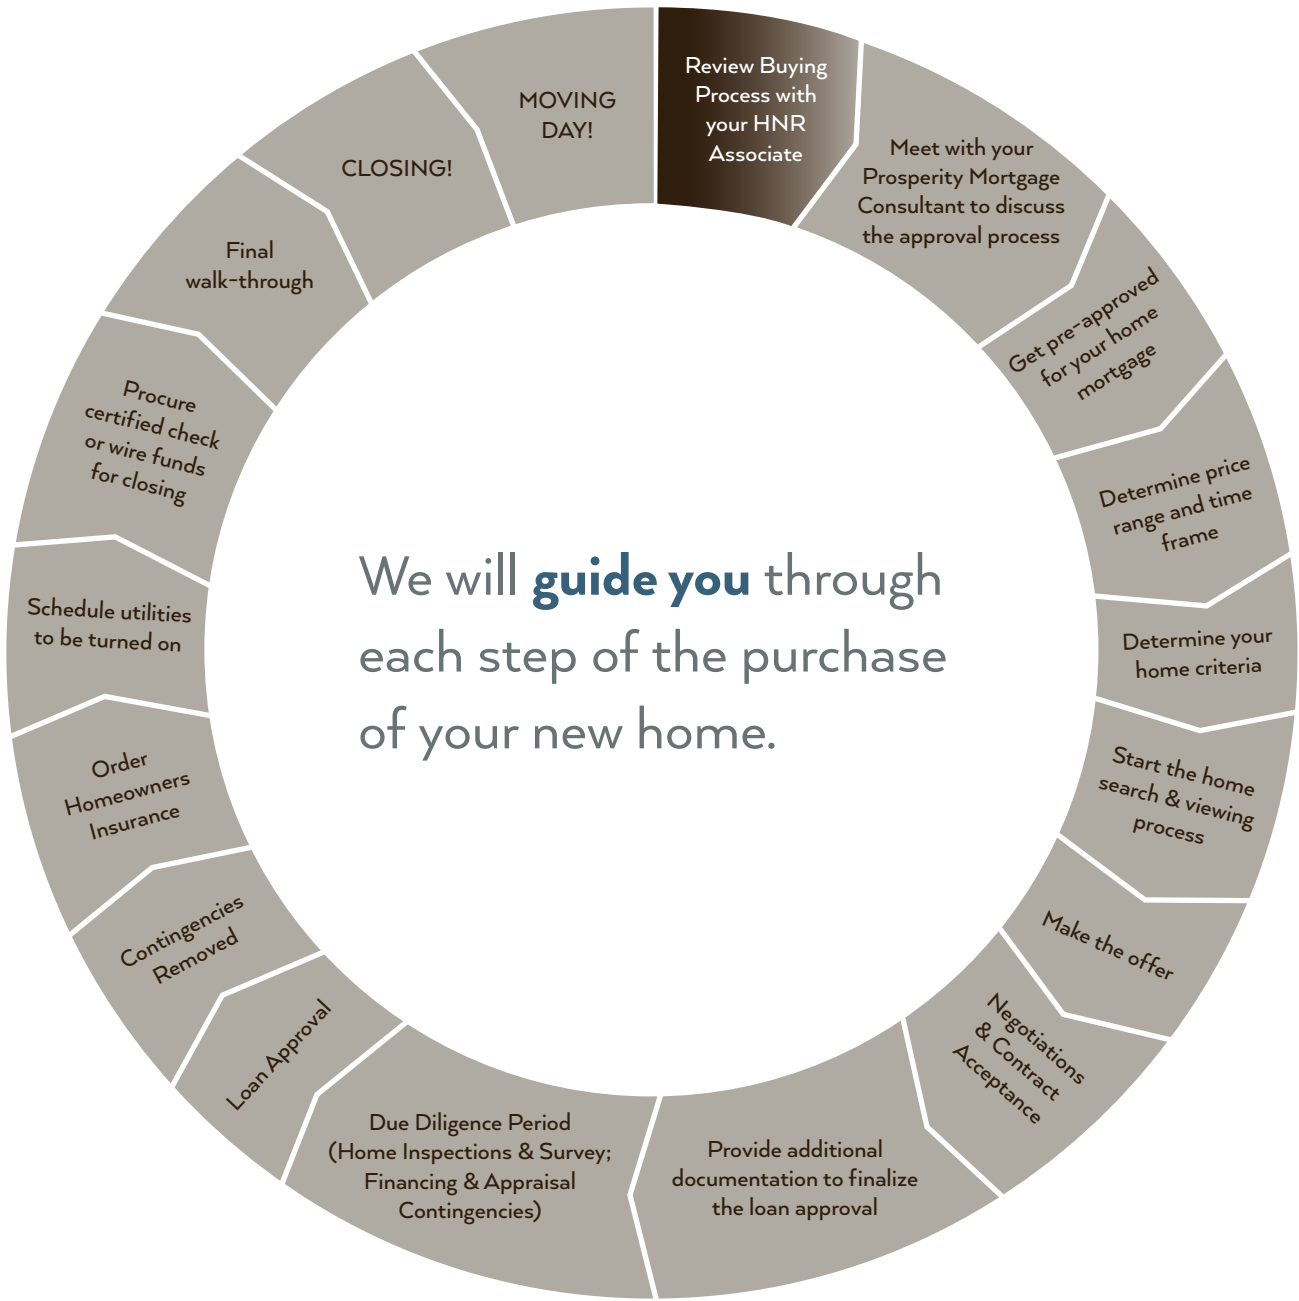 Review Buying
Process with
your HNR
Associate
Meet with your
Prosperity Mortgage
Consultant to discuss
the approval process
Get pre-approved
for your home
mortgage
Determine price
range and time
frame
Determine your
home criteria
Start the home
search & viewing
process
Make the offer
Negotiations
& Contract
Acceptance
Provide additional
documentation to finalize
the loan approval
Due Diligence Period
(Home Inspections & Survey;
Financing & Appraisal
Contingencies)
Loan Approval
Contingencies
Removed
Order
Homeowners
Insurance
Schedule utilities
to be turned on
Procure
certified check
or wire funds
for closing
Final
walk-through
CLOSING!
MOVING
DAY!
We will guide you through
each step of the purchase
of your new home.